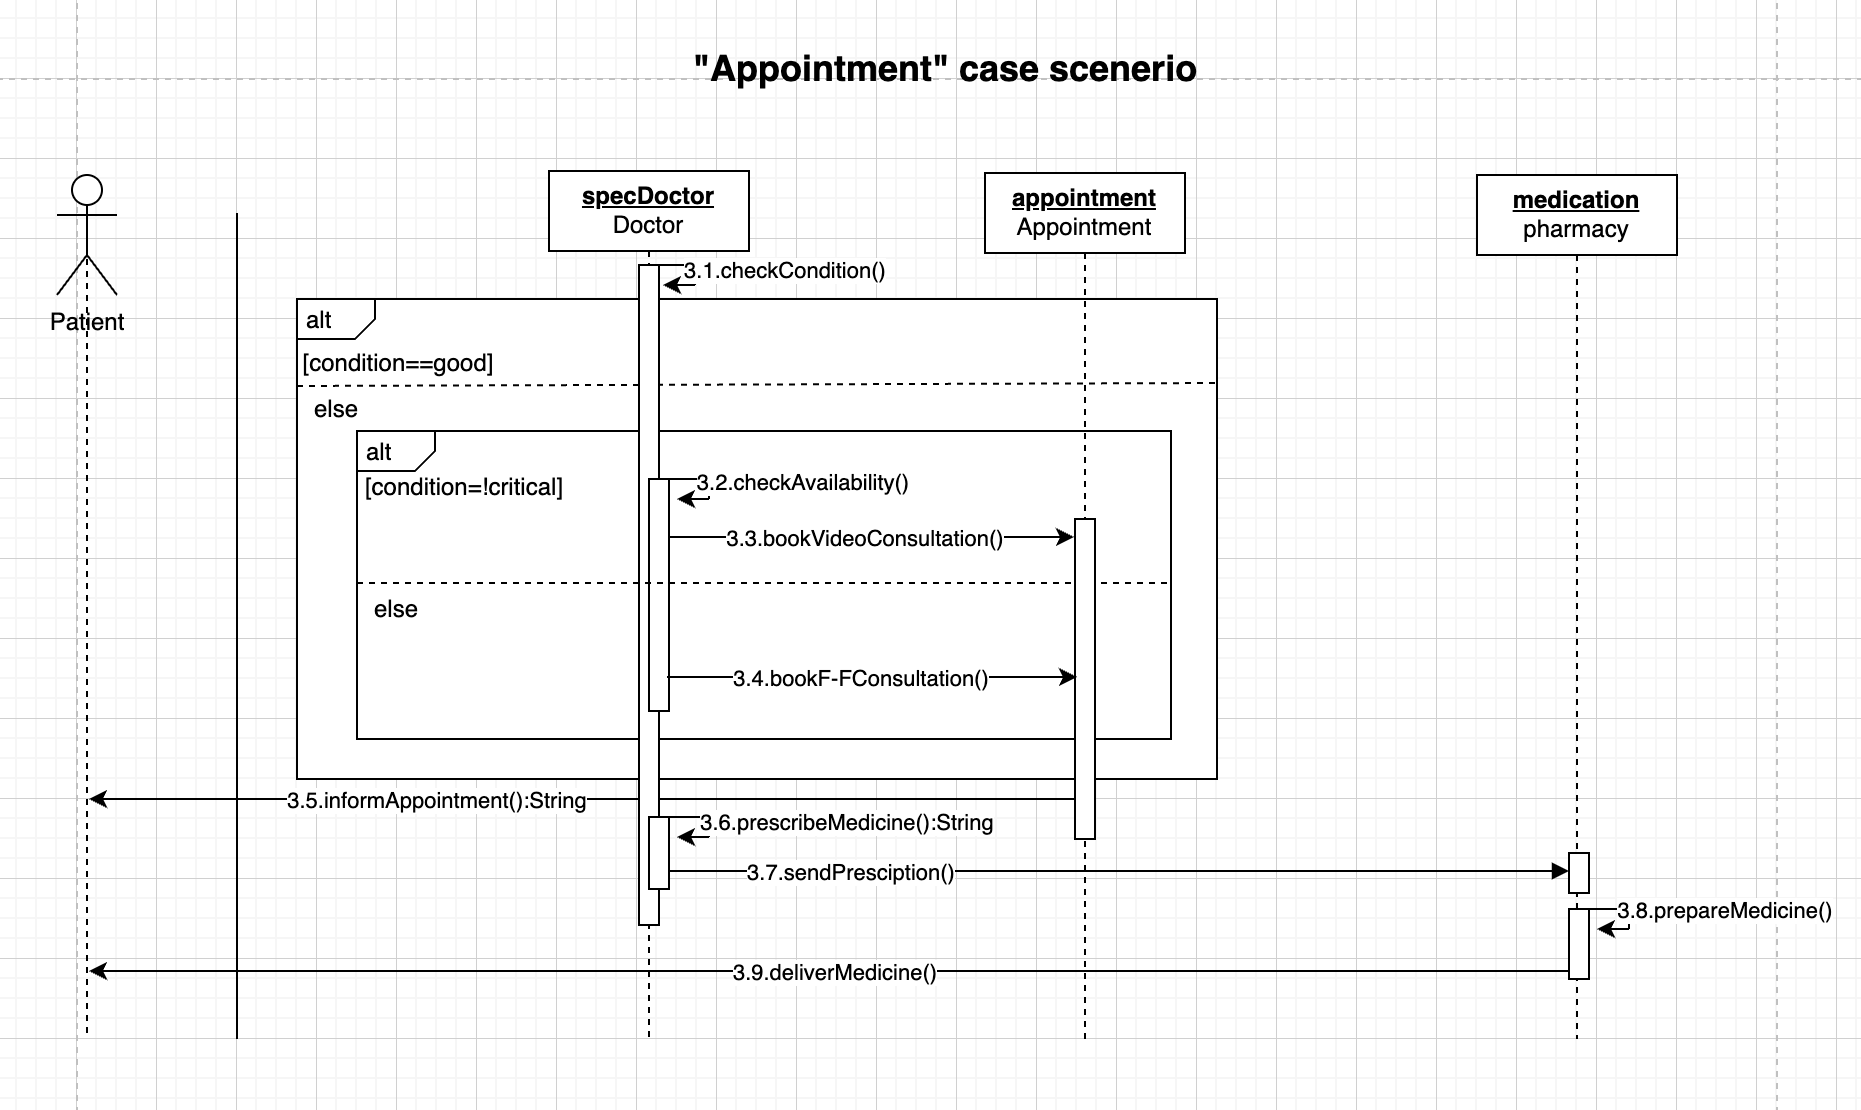 "Appointment" case scenerio
Patient
specDoctor
Doctor
appointment
Appointment
medication
pharmacy
3.1.checkCondition()
alt
[condition==good]
else
alt
[condition=!critical]
3.2.checkAvailability()
3.3.bookVideoConsultation()
else
3.4.bookF-FConsultation()
3.5.informAppointment():String
3.6.prescribeMedicine():String
3.7.sendPresciption()
3.8.prepareMedicine()
3.9.deliverMedicine()